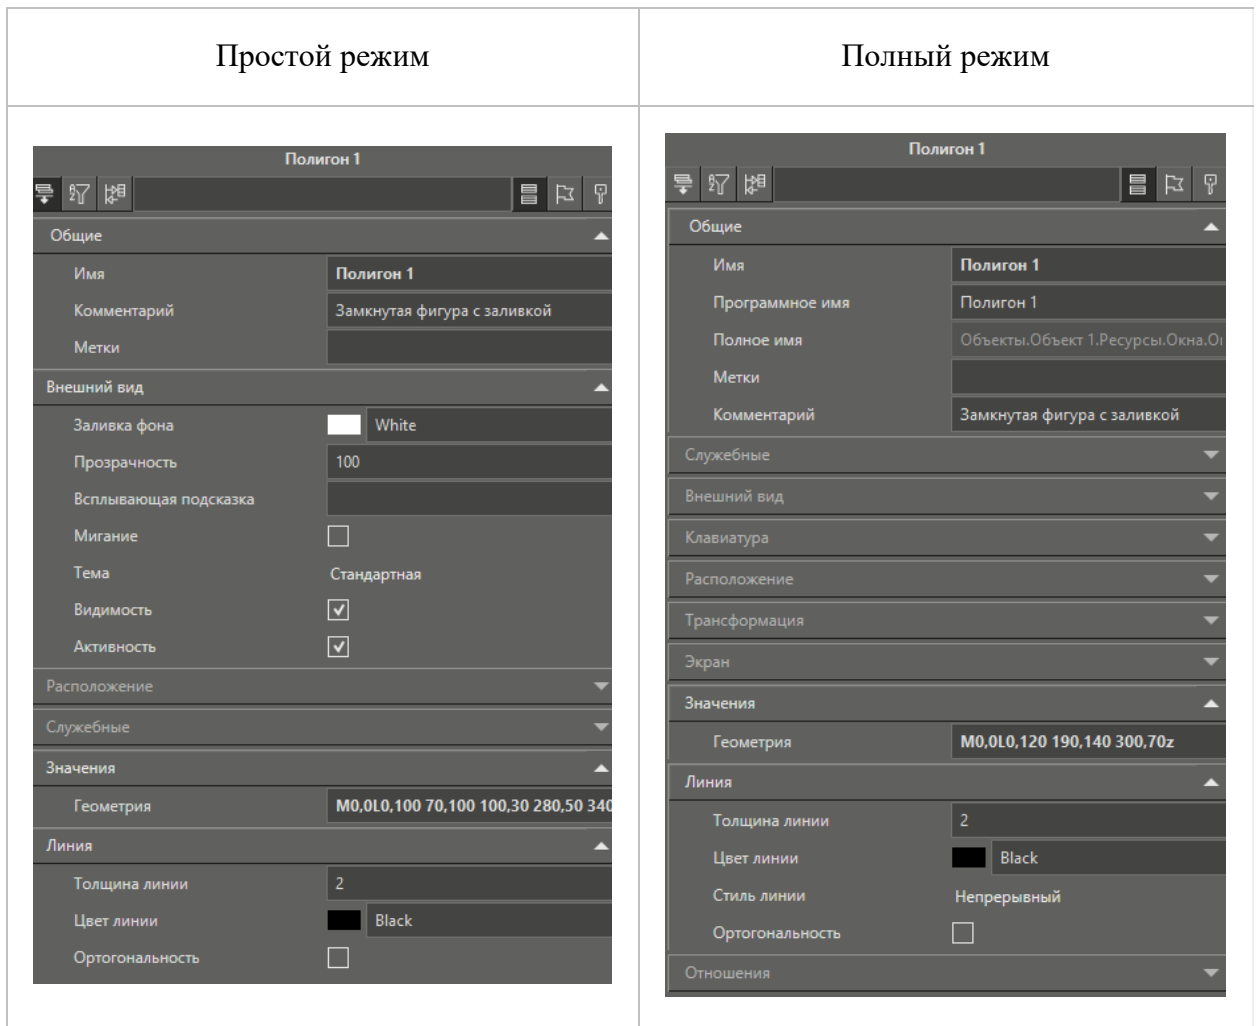 Простой режим
Полный режим
Полигон 1
Общие
Имя
Полигон 1
Комментарий
Замкнутая фигура с заливкой
Метки
Внешний вид
Заливка фона
White
Прозрачность
100
Всплывающая подсказка
Мигание
Тема
Стандартная
Видимость
Активность
Расположение
Служебные
Значения
Геометрия
M0,0L0,100 70,100 100,30 280,50 340
Линия
Толщина линии
2
Цвет линии
Black
Ортогональность
Полигон 1
Общие
Имя
Полигон 1
Программное имя
Полигон 1
Полное имя
Объекты.Объект 1.Ресурсы.Окна.О
Метки
Комментарий
Замкнутая фигура с заливкой
Служебные
Внешний вид
Клавиатура
Расположение
Трансформация
Экран
Значения
Геометрия
M0,0L0,120 190,140 300,70z
Линия
Толщина линии
2
Цвет линии
Black
Стиль линии
Непрерывный
Ортогональность
Отношения